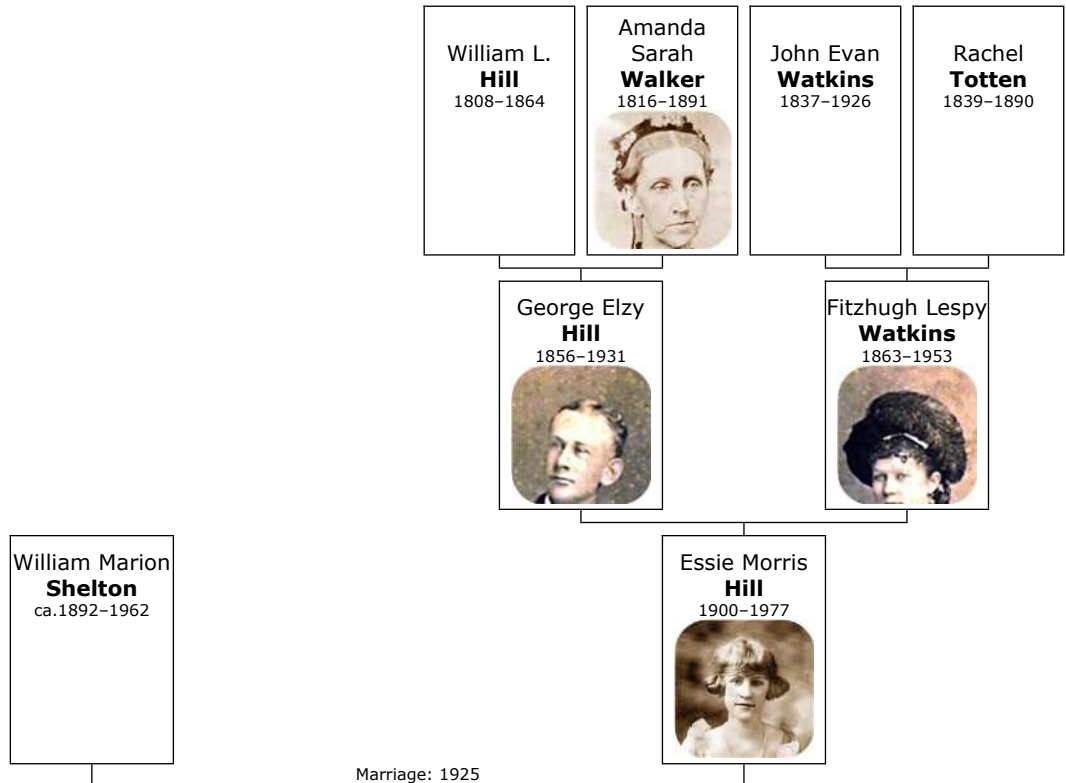 William L.
Hill
1808–1864
Amanda
Sarah
Walker
1816–1891
John Evan
Watkins
1837–1926
Rachel
Totten
1839–1890
George Elzy
Hill
1856–1931
Fitzhugh Lespy
Watkins
1863–1953
William Marion
Shelton
ca.1892–1962
Essie Morris
Hill
1900–1977
Marriage: 1925